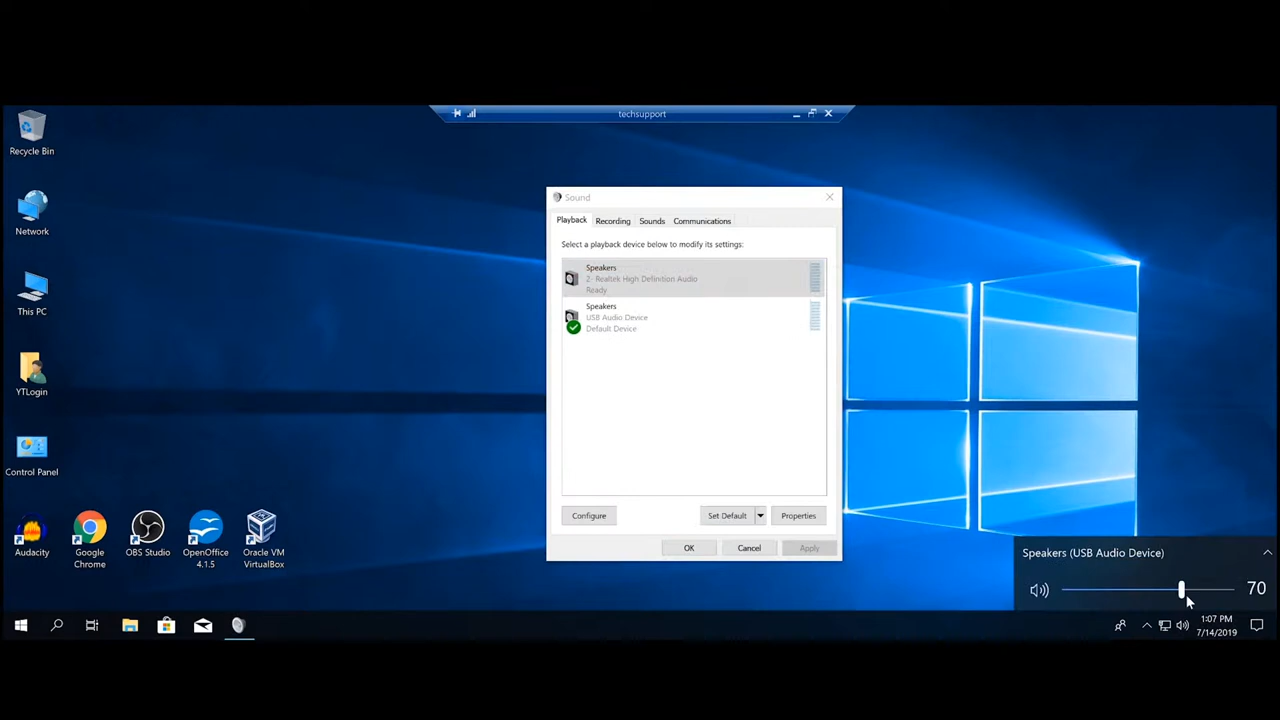 techsupport
Recycle Bin
Network
This PC
YTLogin
Control Panel
Audacity
Google
Chrome
OBS Studio
OpenOffice
4.1.5
Oracle VM
VirtualBox
Sound
Playback
Recording
Sounds
Communications
Select a playback device below to modify its settings:
Speakers
2- Realtek High Definition Audio
Ready
Speakers
USB Audio Device
Default Device
Configure
Set Default
Properties
OK
Cancel
Apply
Speakers (USB Audio Device)
70
1:07 PM
7/14/2019